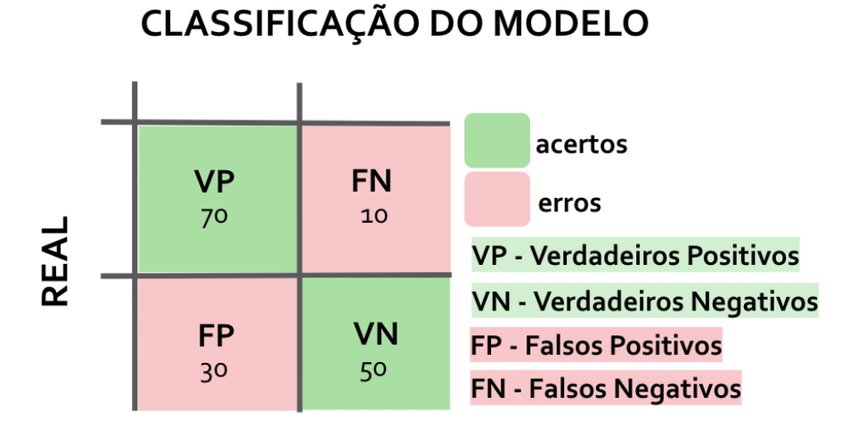 CLASSIFICAÇÃO DO MODELO
REAL
VP
70
FN
10
FP
30
VN
50
acertos
erros
VP - Verdadeiros Positivos
VN - Verdadeiros Negativos
FP - Falsos Positivos
FN - Falsos Negativos